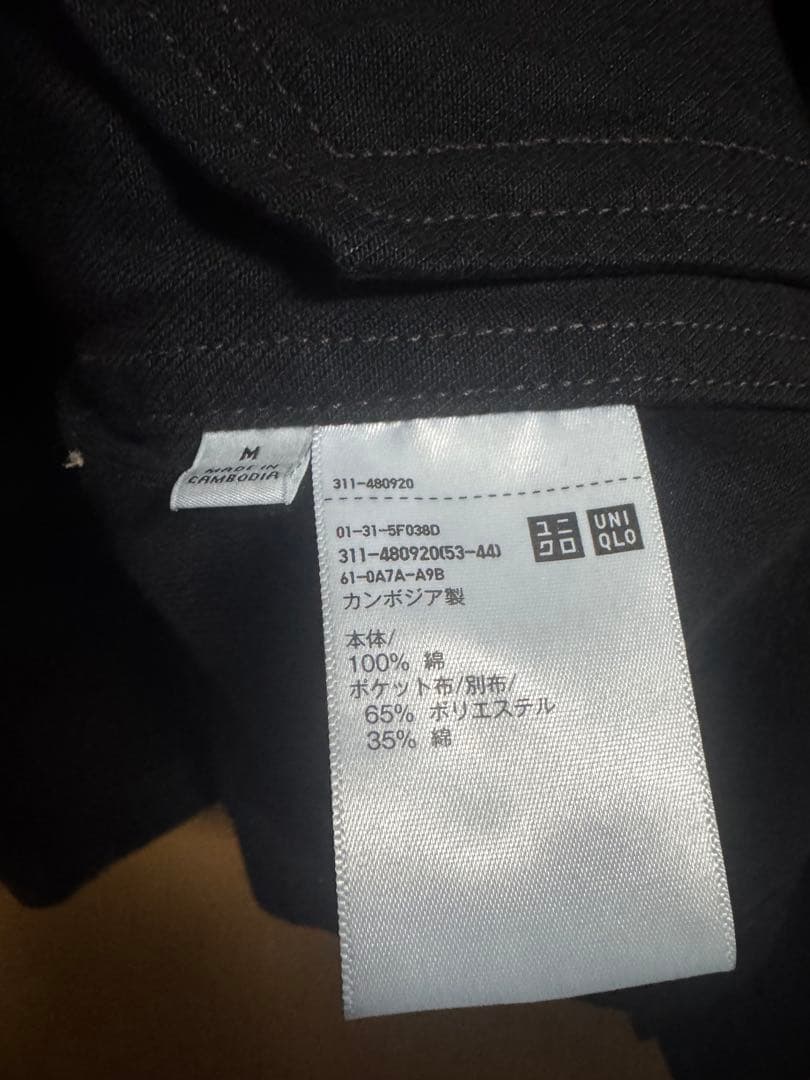 M
MADE IN
CAMBODIA
311-480920
01-31-5F038D
311-480920(53-44)
61-0A7A-A9B
ユニ
クロ
UNI
QLO
カンボジア製
本体/
100% 綿
ポケット布/別布/
65% ポリエステル
35% 綿